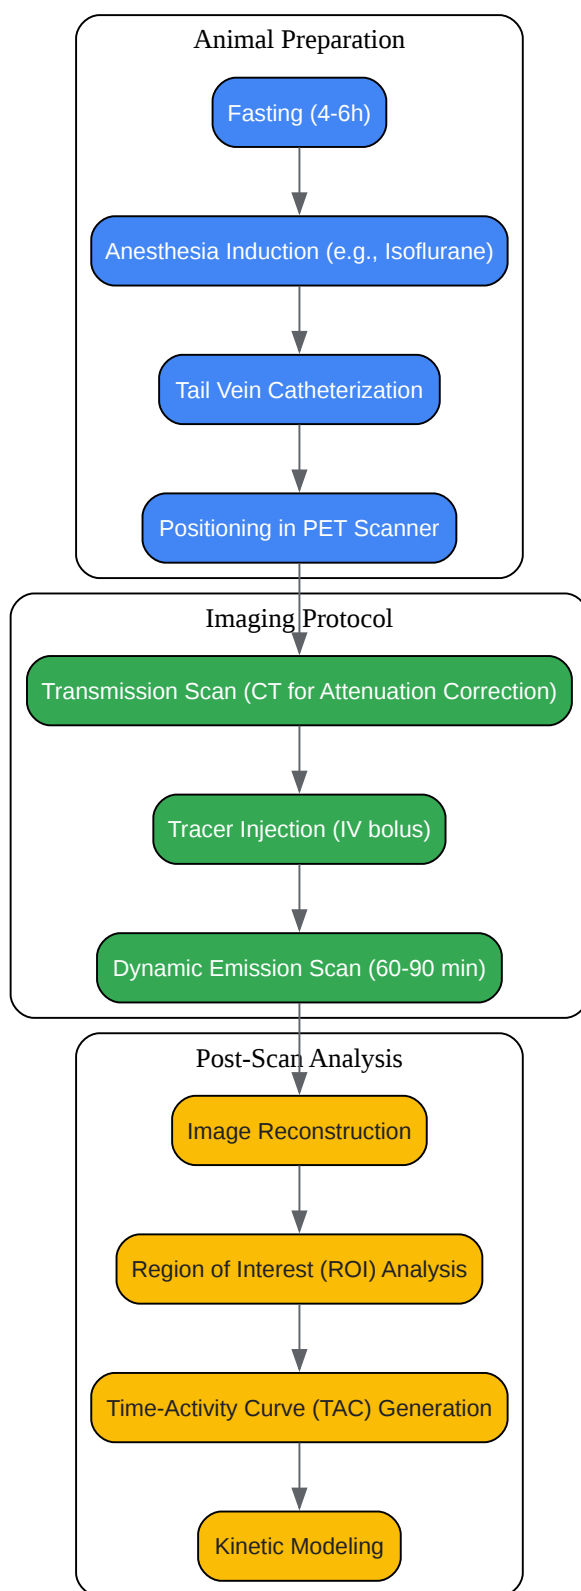 Animal Preparation
Fasting (4-6h)
Anesthesia Induction (e.g., Isoflurane)
Tail Vein Catheterization
Positioning in PET Scanner
Imaging Protocol
Transmission Scan (CT for Attenuation Correction)
Tracer Injection (IV bolus)
Dynamic Emission Scan (60-90 min)
Post-Scan Analysis
Image Reconstruction
Region of Interest (ROI) Analysis
Time-Activity Curve (TAC) Generation
Kinetic Modeling